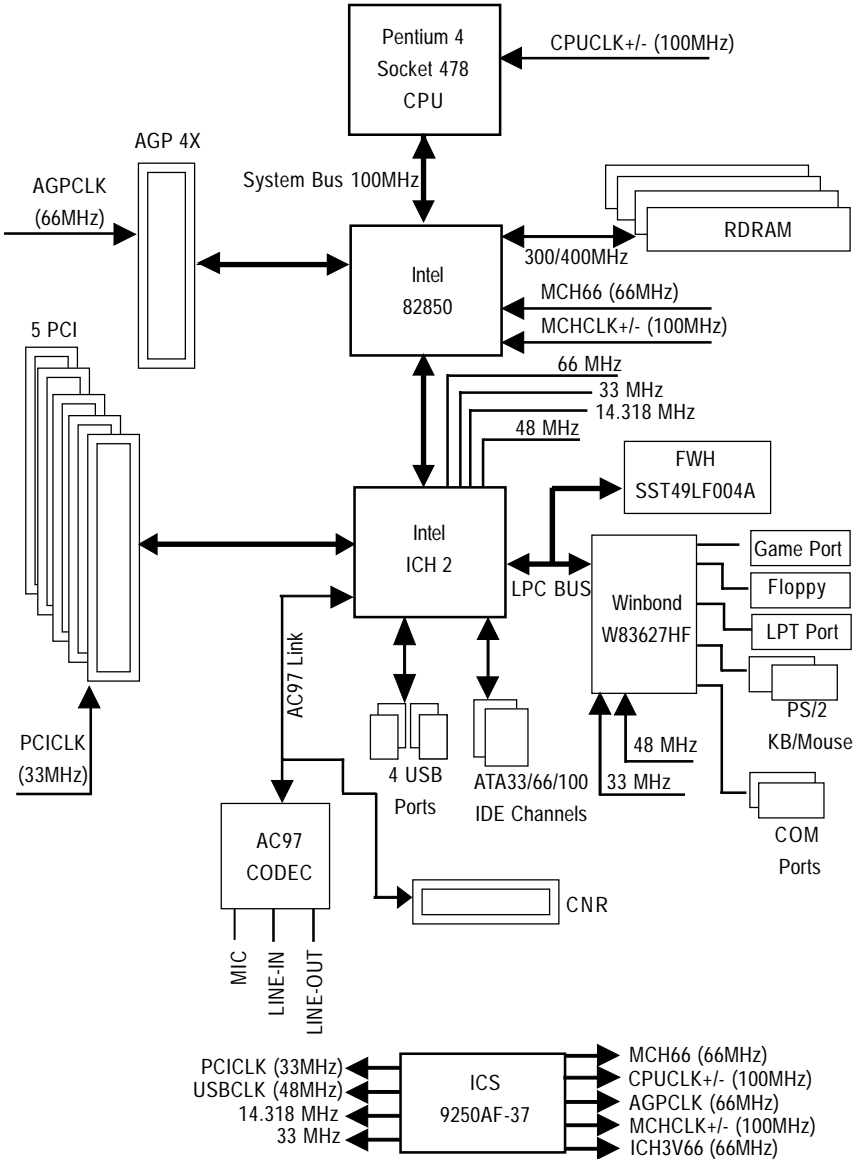 Pentium 4
Socket 478
CPU
CPUCLK+/- (100MHz)
AGP 4X
System Bus 100MHz
AGPCLK
(66MHz)
RDRAM
300/400MHz
Intel
82850
MCH66 (66MHz)
MCHCLK+/- (100MHz)
5 PCI
66 MHz
33 MHz
14.318 MHz
48 MHz
FWH
SST49LF004A
Intel
ICH 2
LPC BUS
Winbond
W83627HF
Game Port
Floppy
LPT Port
PS/2
KB/Mouse
AC97 Link
PCICLK
(33MHz)
4 USB
Ports
ATA33/66/100
IDE Channels
48 MHz
33 MHz
COM
Ports
AC97
CODEC
CNR
MIC
LINE-IN
LINE-OUT
PCICLK (33MHz)
USBCLK (48MHz)
14.318 MHz
33 MHz
ICS
9250AF-37
MCH66 (66MHz)
CPUCLK+/- (100MHz)
AGPCLK (66MHz)
MCHCLK+/- (100MHz)
ICH3V66 (66MHz)